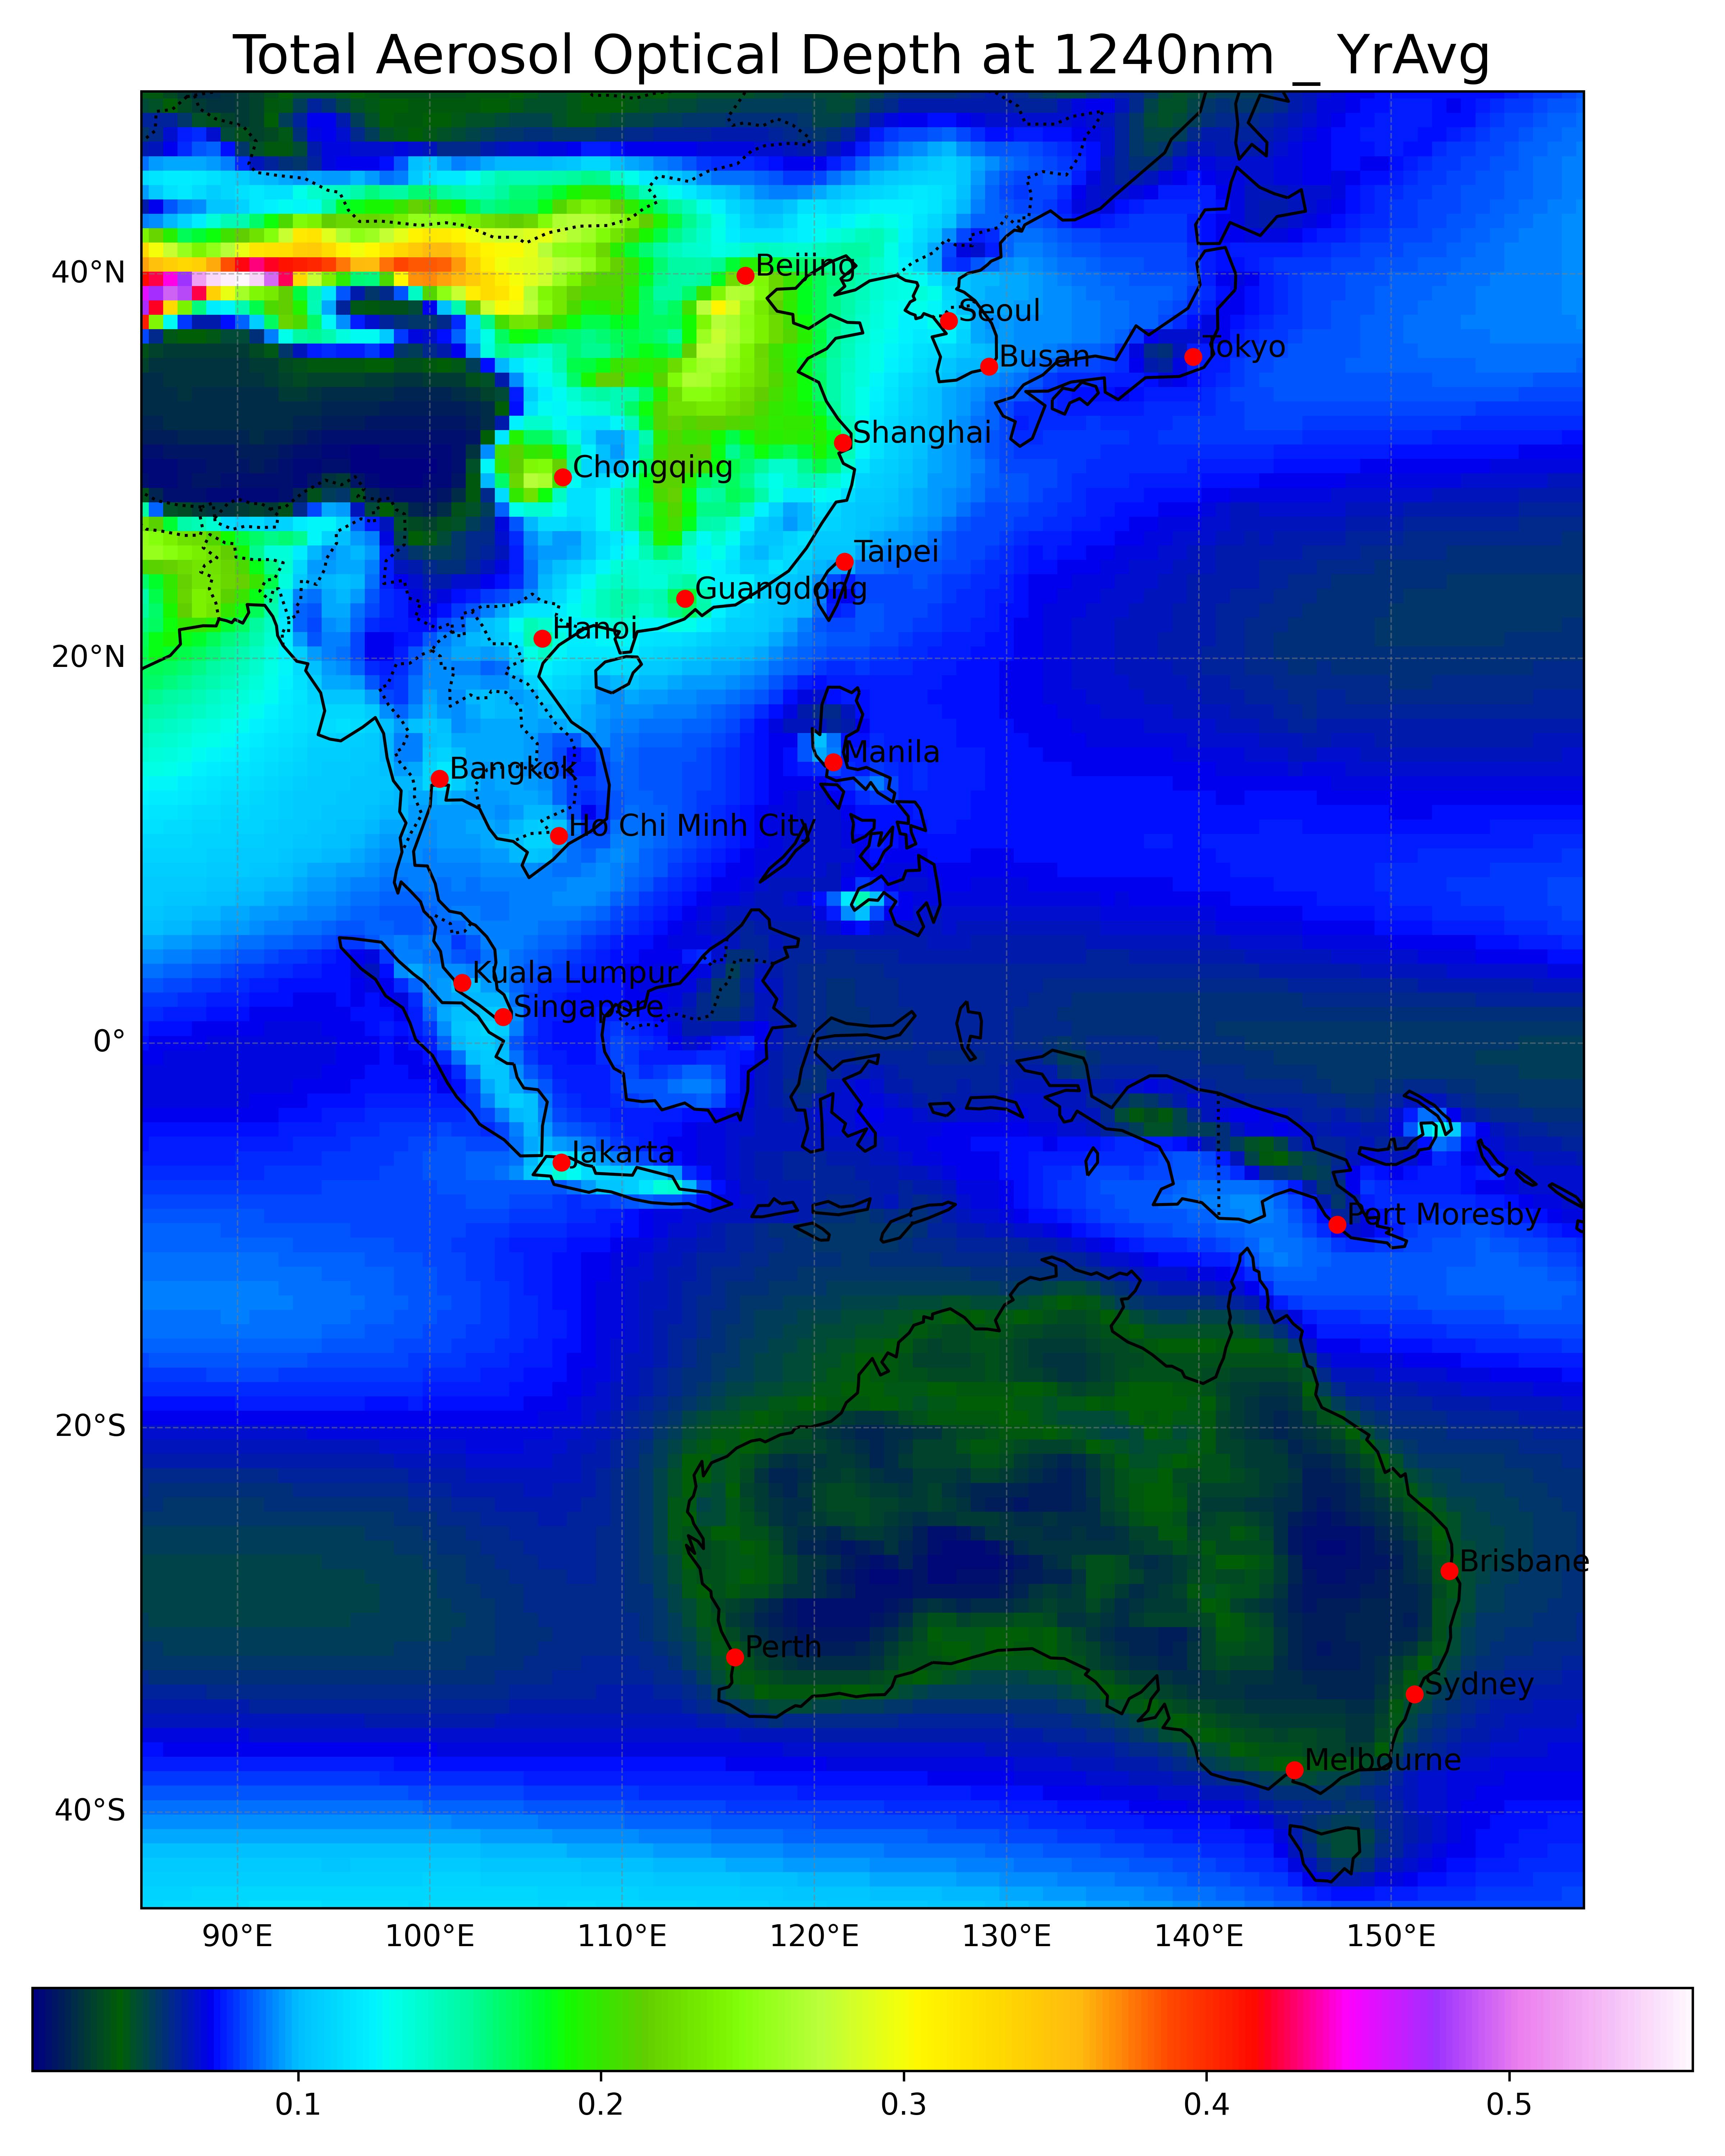 Total Aerosol Optical Depth at 1240nm _ YrAvg
40°N
20°N
0°
20°S
40°S
Beijing
Seoul
Tokyo
Busan
Shanghai
Chongqing
Taipei
Guangdong
Hanoi
Manila
Bangkok
Ho Chi Minh City
Kuala Lumpur
Singapore
Jakarta
Port Moresby
Brisbane
Perth
Sydney
Melbourne
90°E 100°E 110°E 120°E 130°E 140°E 150°E
0.1 0.2 0.3 0.4 0.5